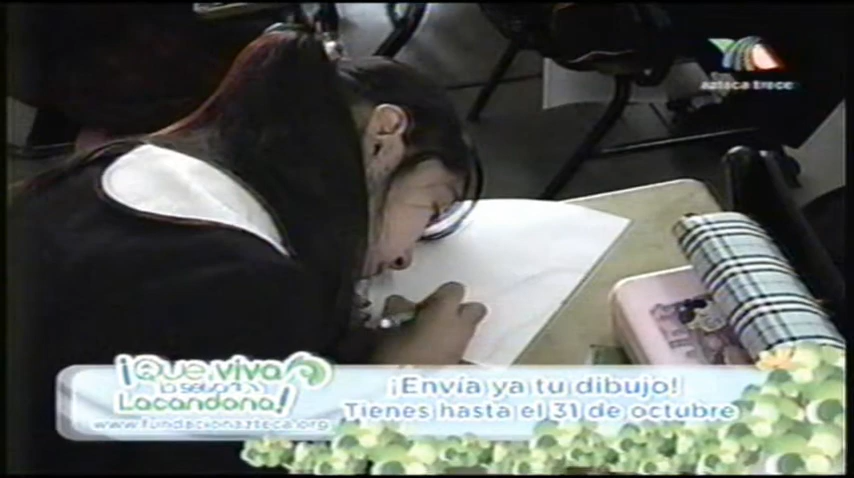 azteca trece
¡Que viva
la selva
Lacandona!
www.fundacionazteca.org
¡Envía ya tu dibujo!
Tienes hasta el 31 de octubre